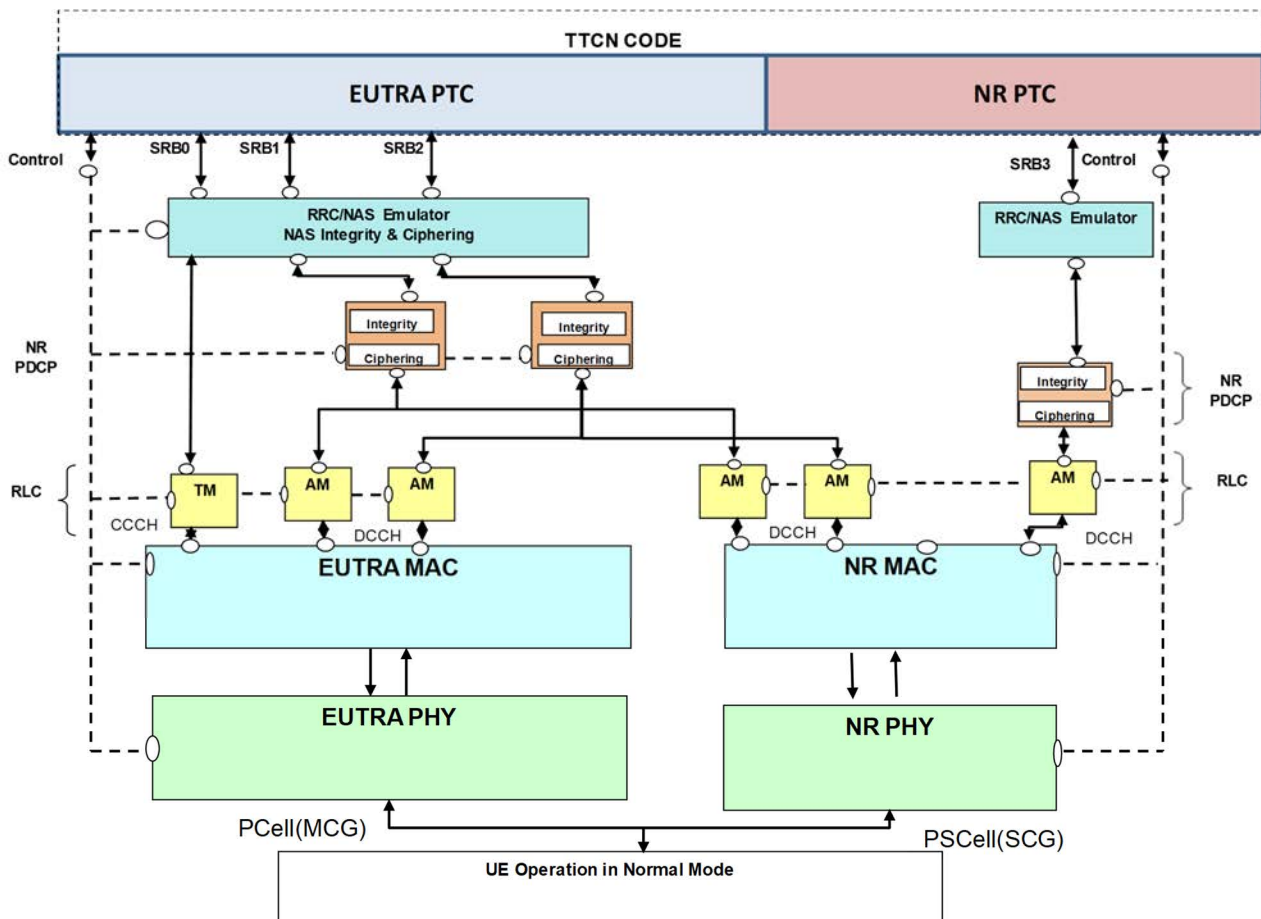 TTCN CODE
EUTRA PTC
NR PTC
Control
SRB0
SRB1
SRB2
SRB3
Control
RRC/NAS Emulator
NAS Integrity & Ciphering
RRC/NAS Emulator
Integrity
Ciphering
Integrity
Ciphering
NR
PDCP
Integrity
Ciphering
NR
PDCP
RLC
TM
AM
AM
AM
AM
AM
RLC
CCCH
DCCH
DCCH
DCCH
EUTRA MAC
NR MAC
EUTRA PHY
NR PHY
PCell(MCG)
PSCell(SCG)
UE Operation in Normal Mode